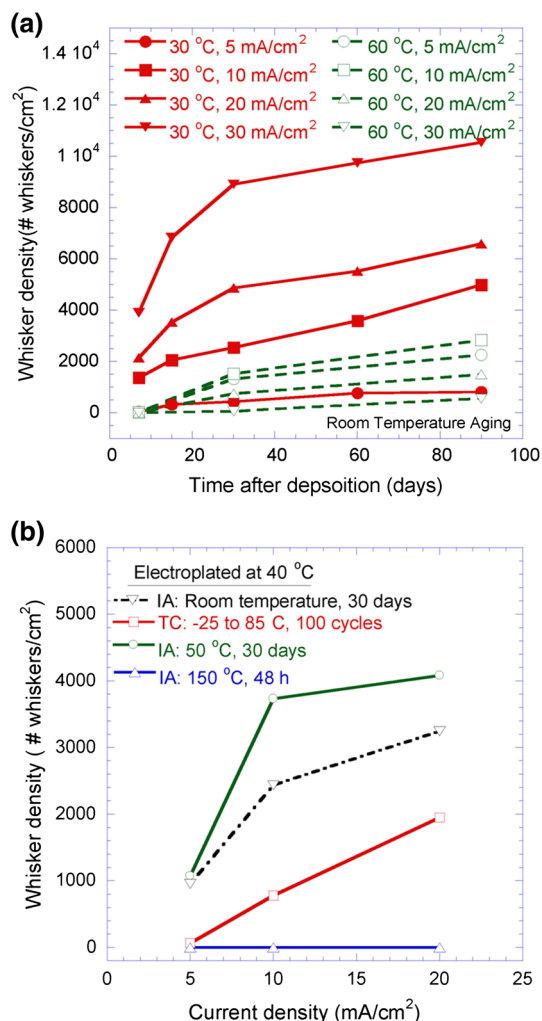 (a)
30 °C, 5 mA/cm² 60 °C, 5 mA/cm²
30 °C, 10 mA/cm² 60 °C, 10 mA/cm²
30 °C, 20 mA/cm² 60 °C, 20 mA/cm²
30 °C, 30 mA/cm² 60 °C, 30 mA/cm²
1.4 10⁴
1.2 10⁴
1 10⁴
8000
6000
4000
2000
0
Whisker density(# whiskers/cm²)
Room Temperature Aging
0 20 40 60 80 100
Time after depsoition (days)
(b)
6000
5000
4000
3000
2000
1000
0
Whisker density ( # whiskers/cm²)
Electroplated at 40 °C
IA: Room temperature, 30 days
TC: -25 to 85 C, 100 cycles
IA: 50 °C, 30 days
IA: 150 °C, 48 h
0 5 10 15 20 25
Current density (mA/cm²)